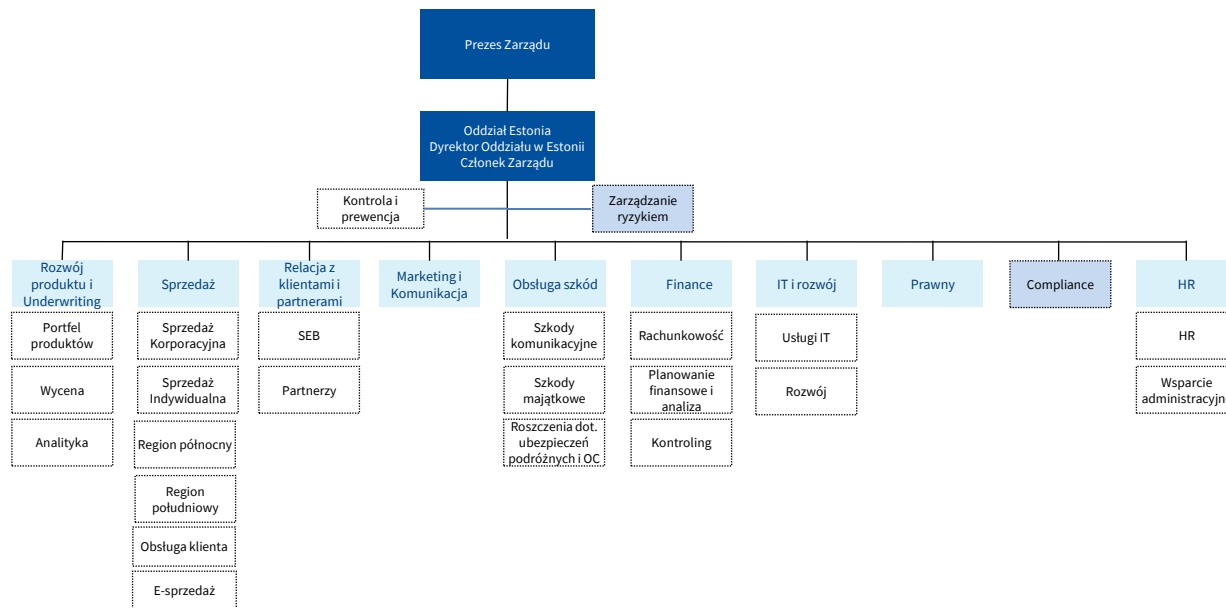 Prezes Zarządu
Oddział Estonia
Dyrektor Oddziału w Estonii
Członek Zarządu
Kontrola i
prewencja
Zarządzanie
ryzykiem
Rozwój
produktu i
Underwriting
Sprzedaż
Relacja z
klientami i
partnerami
Marketing i
Komunikacja
Obsługa szkód
Finance
IT i rozwój
Prawny
Compliance
HR
Portfel
produktów
Wycena
Analityka
Sprzedaż
Korporacyjna
Sprzedaż
Indywidualna
Region północny
Region
południowy
Obsługa klienta
E-sprzedaż
SEB
Partnerzy
Szkody
komunikacyjne
Szkody
majątkowe
Roszczenia dot.
ubezpieczeń
podróżnych i OC
Rachunkowość
Planowanie
finansowe i
analiza
Kontroling
Usługi IT
Rozwój
HR
Wsparcie
administracyjne